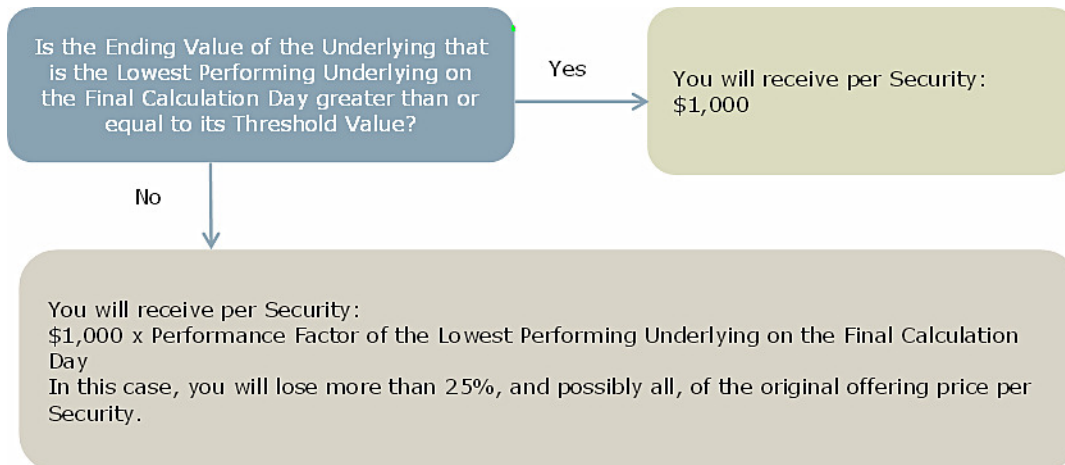 Is the Ending Value of the Underlying that
is the Lowest Performing Underlying on
the Final Calculation Day greater than or
equal to its Threshold Value?
Yes
You will receive per Security:
$1,000
No
You will receive per Security:
$1,000 x Performance Factor of the Lowest Performing Underlying on the Final Calculation
Day
In this case, you will lose more than 25%, and possibly all, of the original offering price per
Security.